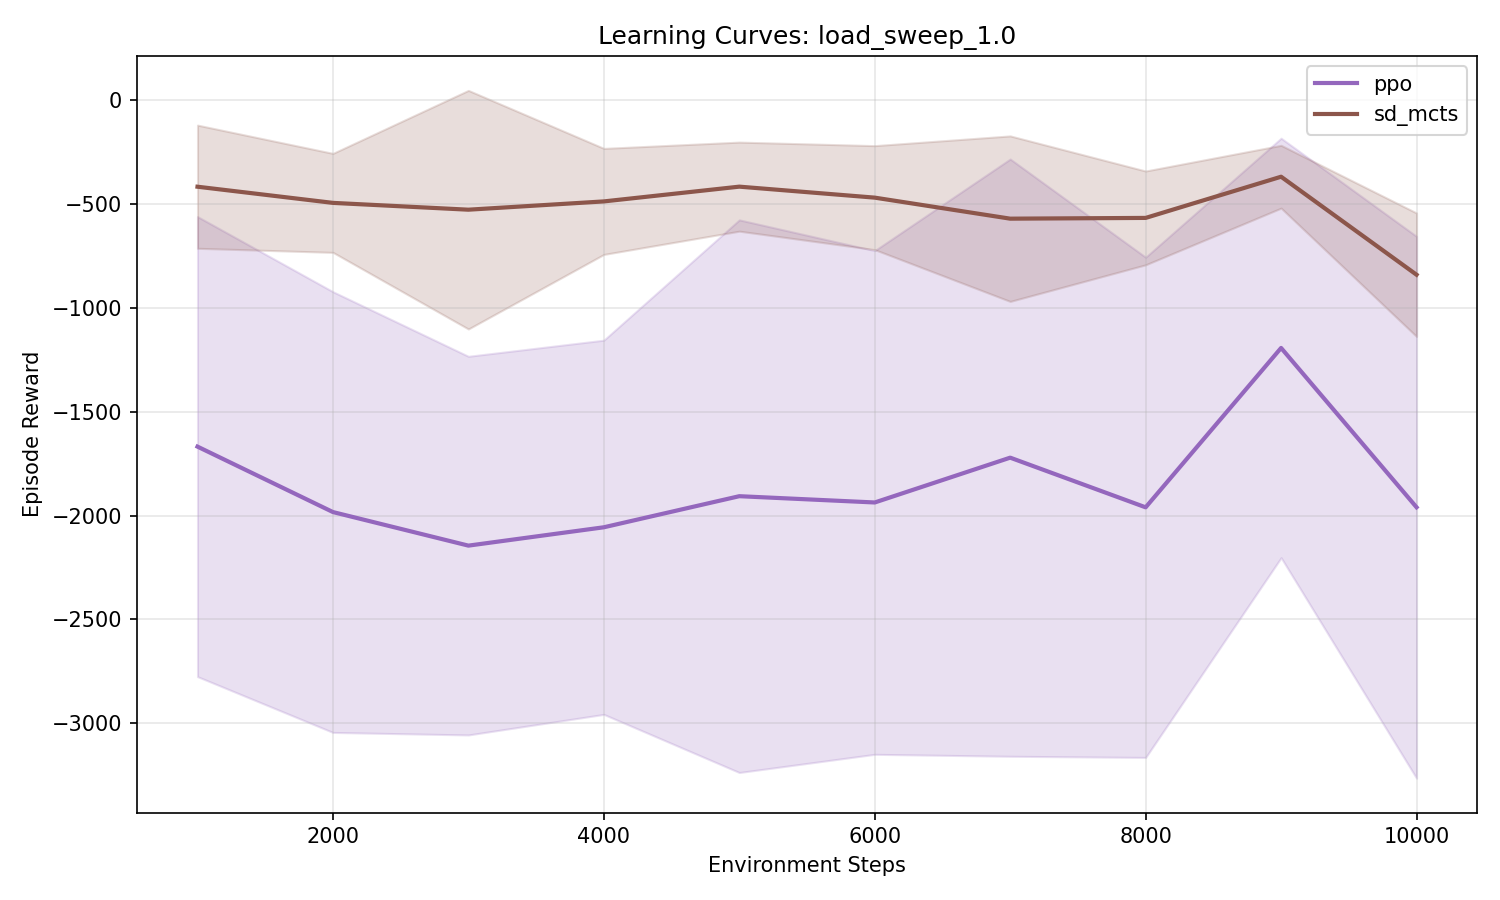 Learning Curves: load_sweep_1.0
ppo
sd_mcts
Episode Reward
0
−500
−1000
−1500
−2000
−2500
−3000
2000
4000
6000
8000
10000
Environment Steps